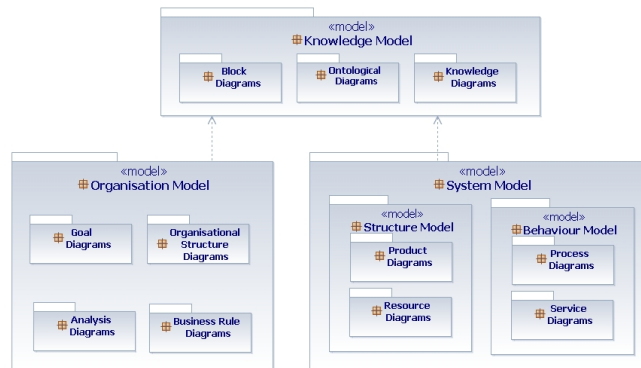 «model»
Knowledge Model
Block
Diagrams
Ontological
Diagrams
Knowledge
Diagrams
«model»
Organisation Model
Goal
Diagrams
Organisational
Structure
Diagrams
Analysis
Diagrams
Business Rule
Diagrams
«model»
System Model
«model»
Structure Model
Product
Diagrams
Resource
Diagrams
«model»
Behaviour Model
Process
Diagrams
Service
Diagrams